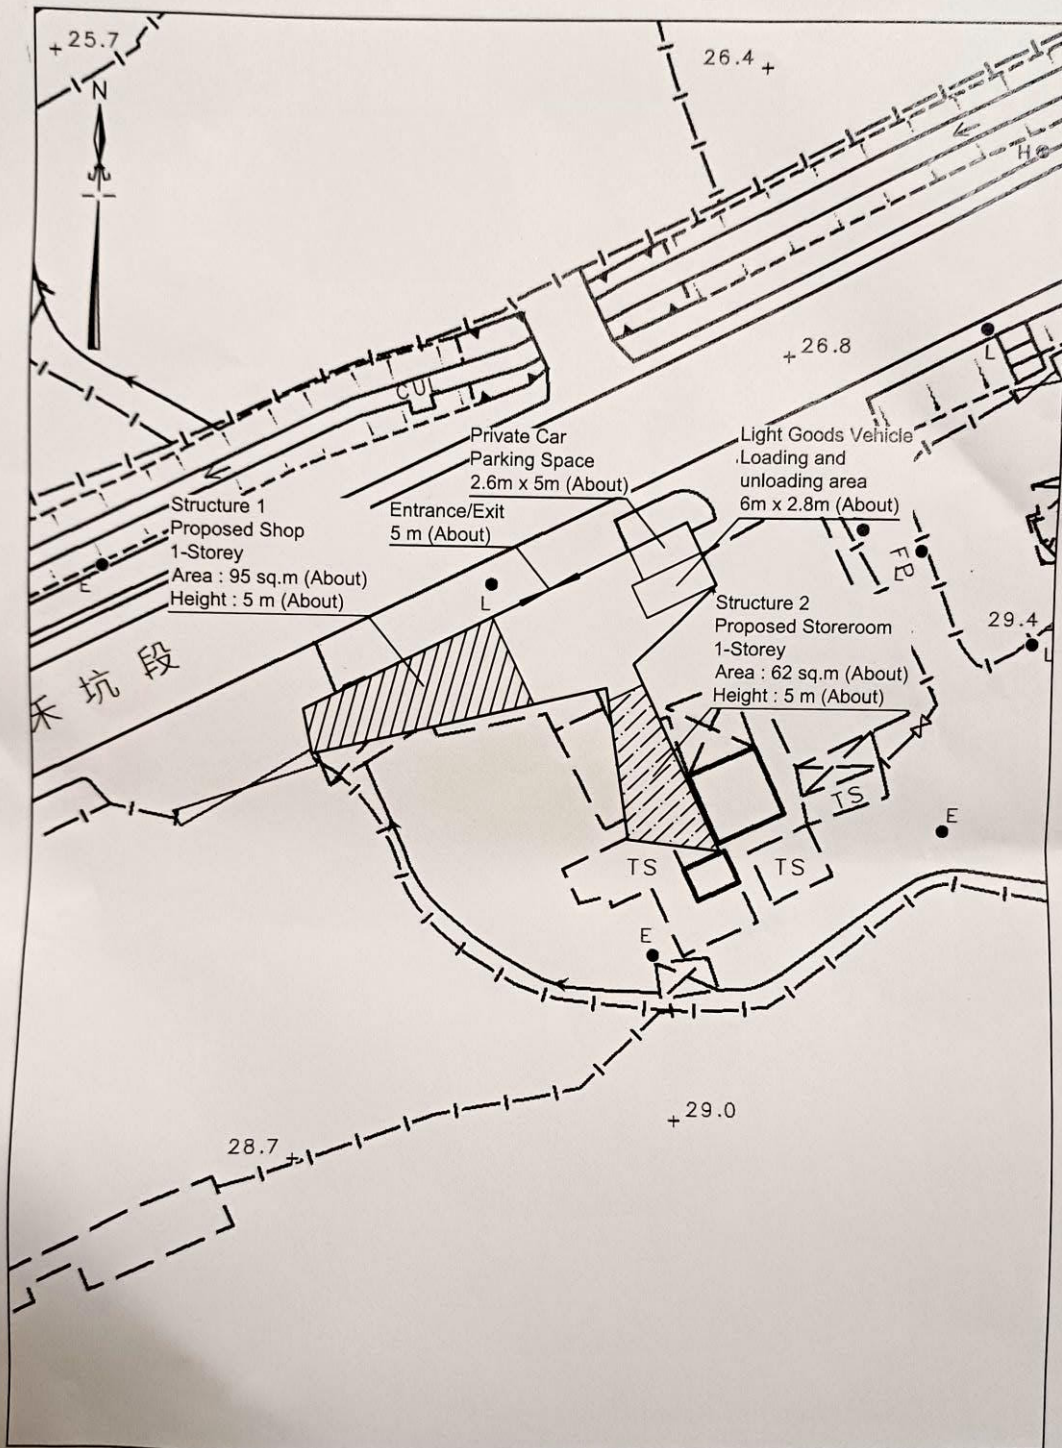 25.7
26.4
N
H
26.8
L
CUL
Private Car
Parking Space
2.6m x 5m (About)
Light Goods Vehicle
Loading and
unloading area
6m x 2.8m (About)
Entrance/Exit
5 m (About)
Structure 1
Proposed Shop
1-Storey
Area : 95 sq.m (About)
Height : 5 m (About)
E
L
FB
Structure 2
Proposed Storeroom
1-Storey
Area : 62 sq.m (About)
Height : 5 m (About)
29.4
L
禾坑段
TS
E
TS
TS
E
29.0
28.7